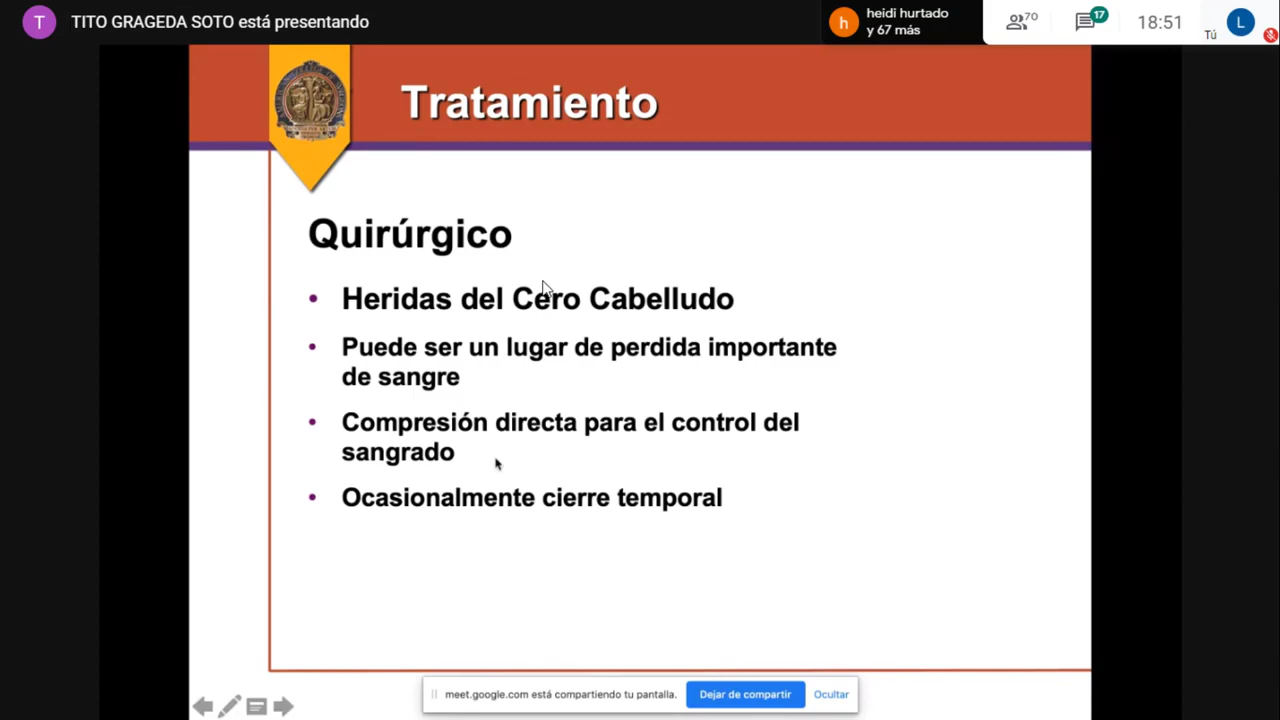 T TITO GRAGEDA SOTO está presentando
h heidi hurtado
y 67 más
70
17
18:51
Tú
L
Tratamiento
Quirúrgico
• Heridas del Cero Cabelludo
• Puede ser un lugar de perdida importante
de sangre
• Compresión directa para el control del
sangrado
• Ocasionalmente cierre temporal
meet.google.com está compartiendo tu pantalla. Dejar de compartir Ocultar